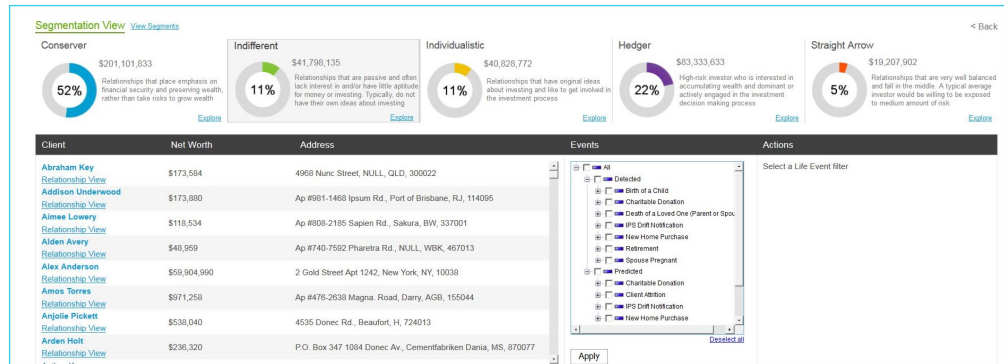 Segmentation View View Segments
< Back
Conserver
$201,101,833
52%
Relationships that place emphasis on
financial security and preserving wealth,
rather than take risks to grow wealth
Explore
Indifferent
$41,798,135
11%
Relationships that are passive and often
lack interest in and/or have little aptitude
for money or investing. Typically, do not
have their own ideas about investing
Explore
Individualistic
$40,828,772
11%
Relationships that have original ideas
about investing and like to get involved in
the investment process
Explore
Hedger
$83,333,633
22%
High-risk investor who is interested in
accumulating wealth and dominant or
actively engaged in the investment
decision making process
Explore
Straight Arrow
$19,207,902
5%
Relationships that are very well balanced
and fall in the middle. A typical average
investor would be willing to be exposed
to medium amount of risk
Explore
Client Net Worth Address Events Actions
Abraham Key
Relationship View
$173,584 4968 Nunc Street, NULL, QLD, 300022
Addison Underwood
Relationship View
$173,880 Ap #981-1468 Ipsum Rd., Port of Brisbane, RJ, 114095
Aimee Lowery
Relationship View
$118,534 Ap #808-2185 Sapien Rd., Sakura, BW, 337001
Alden Avery
Relationship View
$48,959 Ap #740-7592 Pharetra Rd., NULL, WBK, 467013
Alex Anderson
Relationship View
$59,904,990 2 Gold Street Apt 1242, New York, NY, 10038
Amos Torres
Relationship View
$971,258 Ap #476-2638 Magna. Road, Darry, AGB, 155044
Anjolie Pickett
Relationship View
$538,040 4535 Donec Rd., Beaufort, H, 724013
Arden Holt
Relationship View
$236,320 P.O. Box 347 1084 Donec Av., Cementfabriken Dania, MS, 870077
All
Detected
Birth of a Child
Charitable Donation
Death of a Loved One (Parent or Spou
IPS Drift Notification
New Home Purchase
Retirement
Spouse Pregnant
Predicted
Charitable Donation
Client Attrition
IPS Drift Notification
New Home Purchase
Deselect all
Apply
Select a Life Event filter